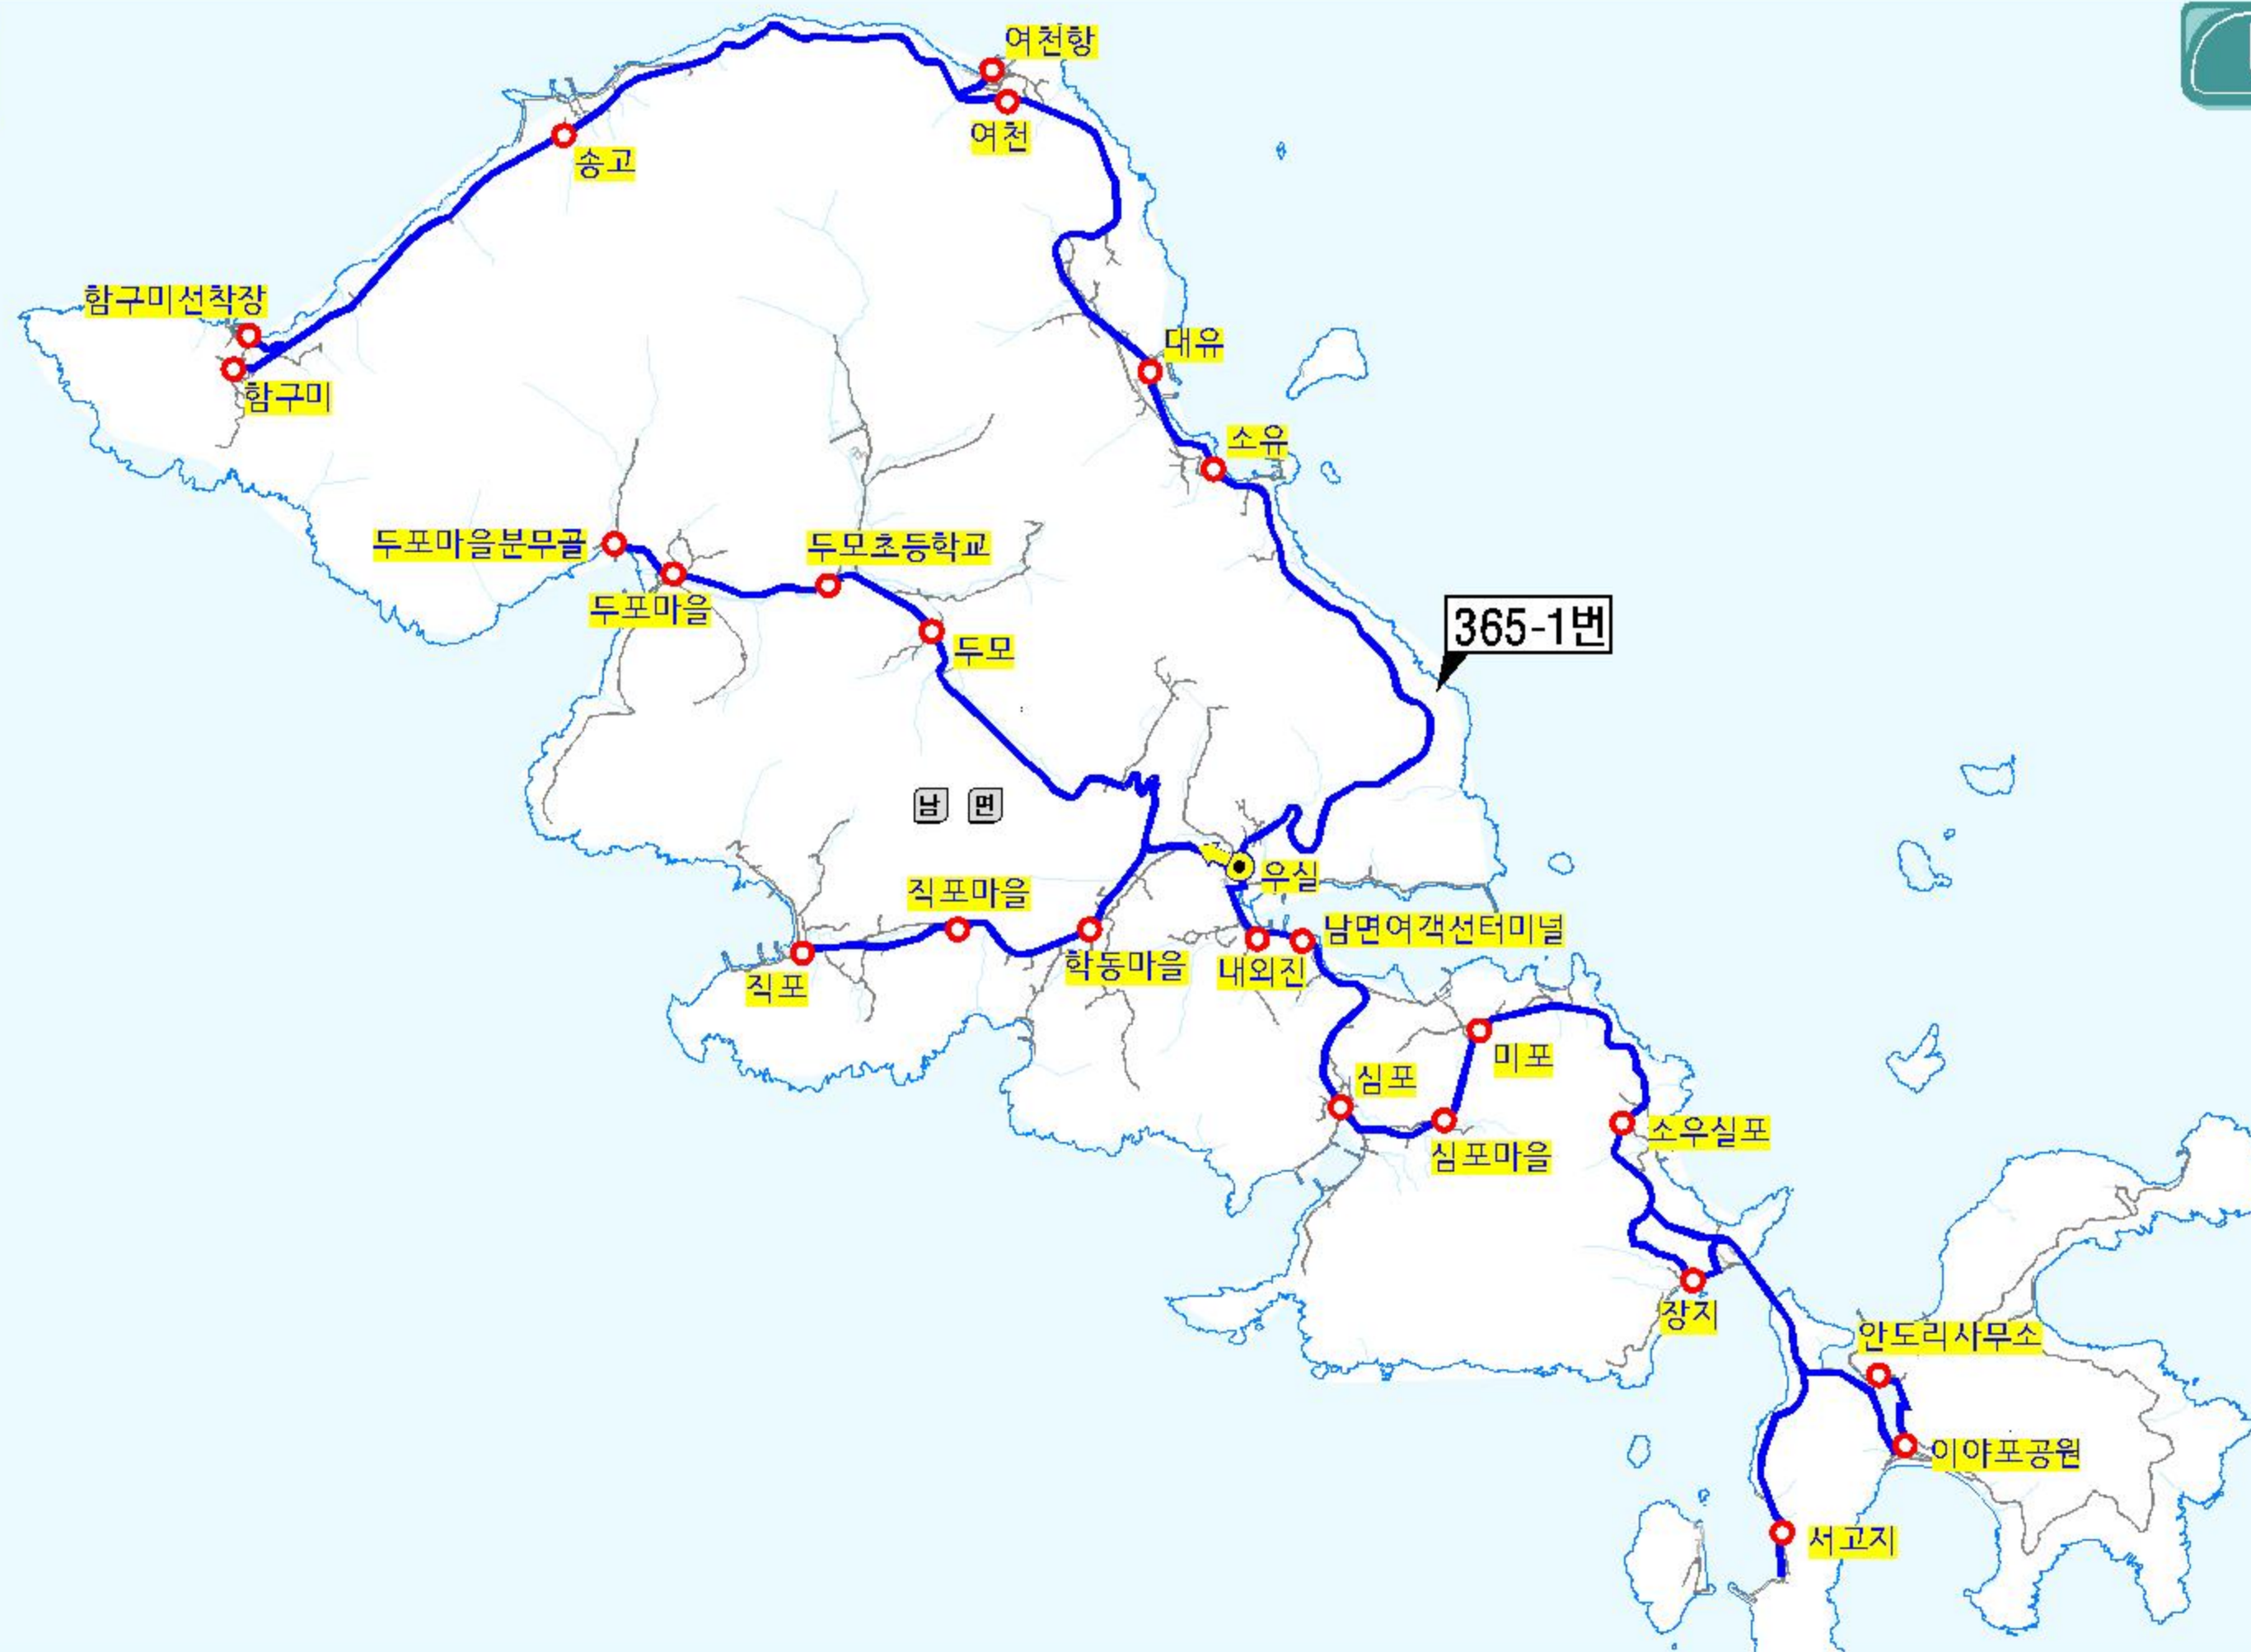 여천항
여천
송고
함구미선착장
함구미
대유
소유
두포마을분무골
두모초등학교
두포마을
두모
365-1번
남 면
우실
직포마을
남면여객선터미널
학동마을
내외진
직포
미포
심포
소우실포
심포마을
장지
안도리사무소
이야포공원
서고지